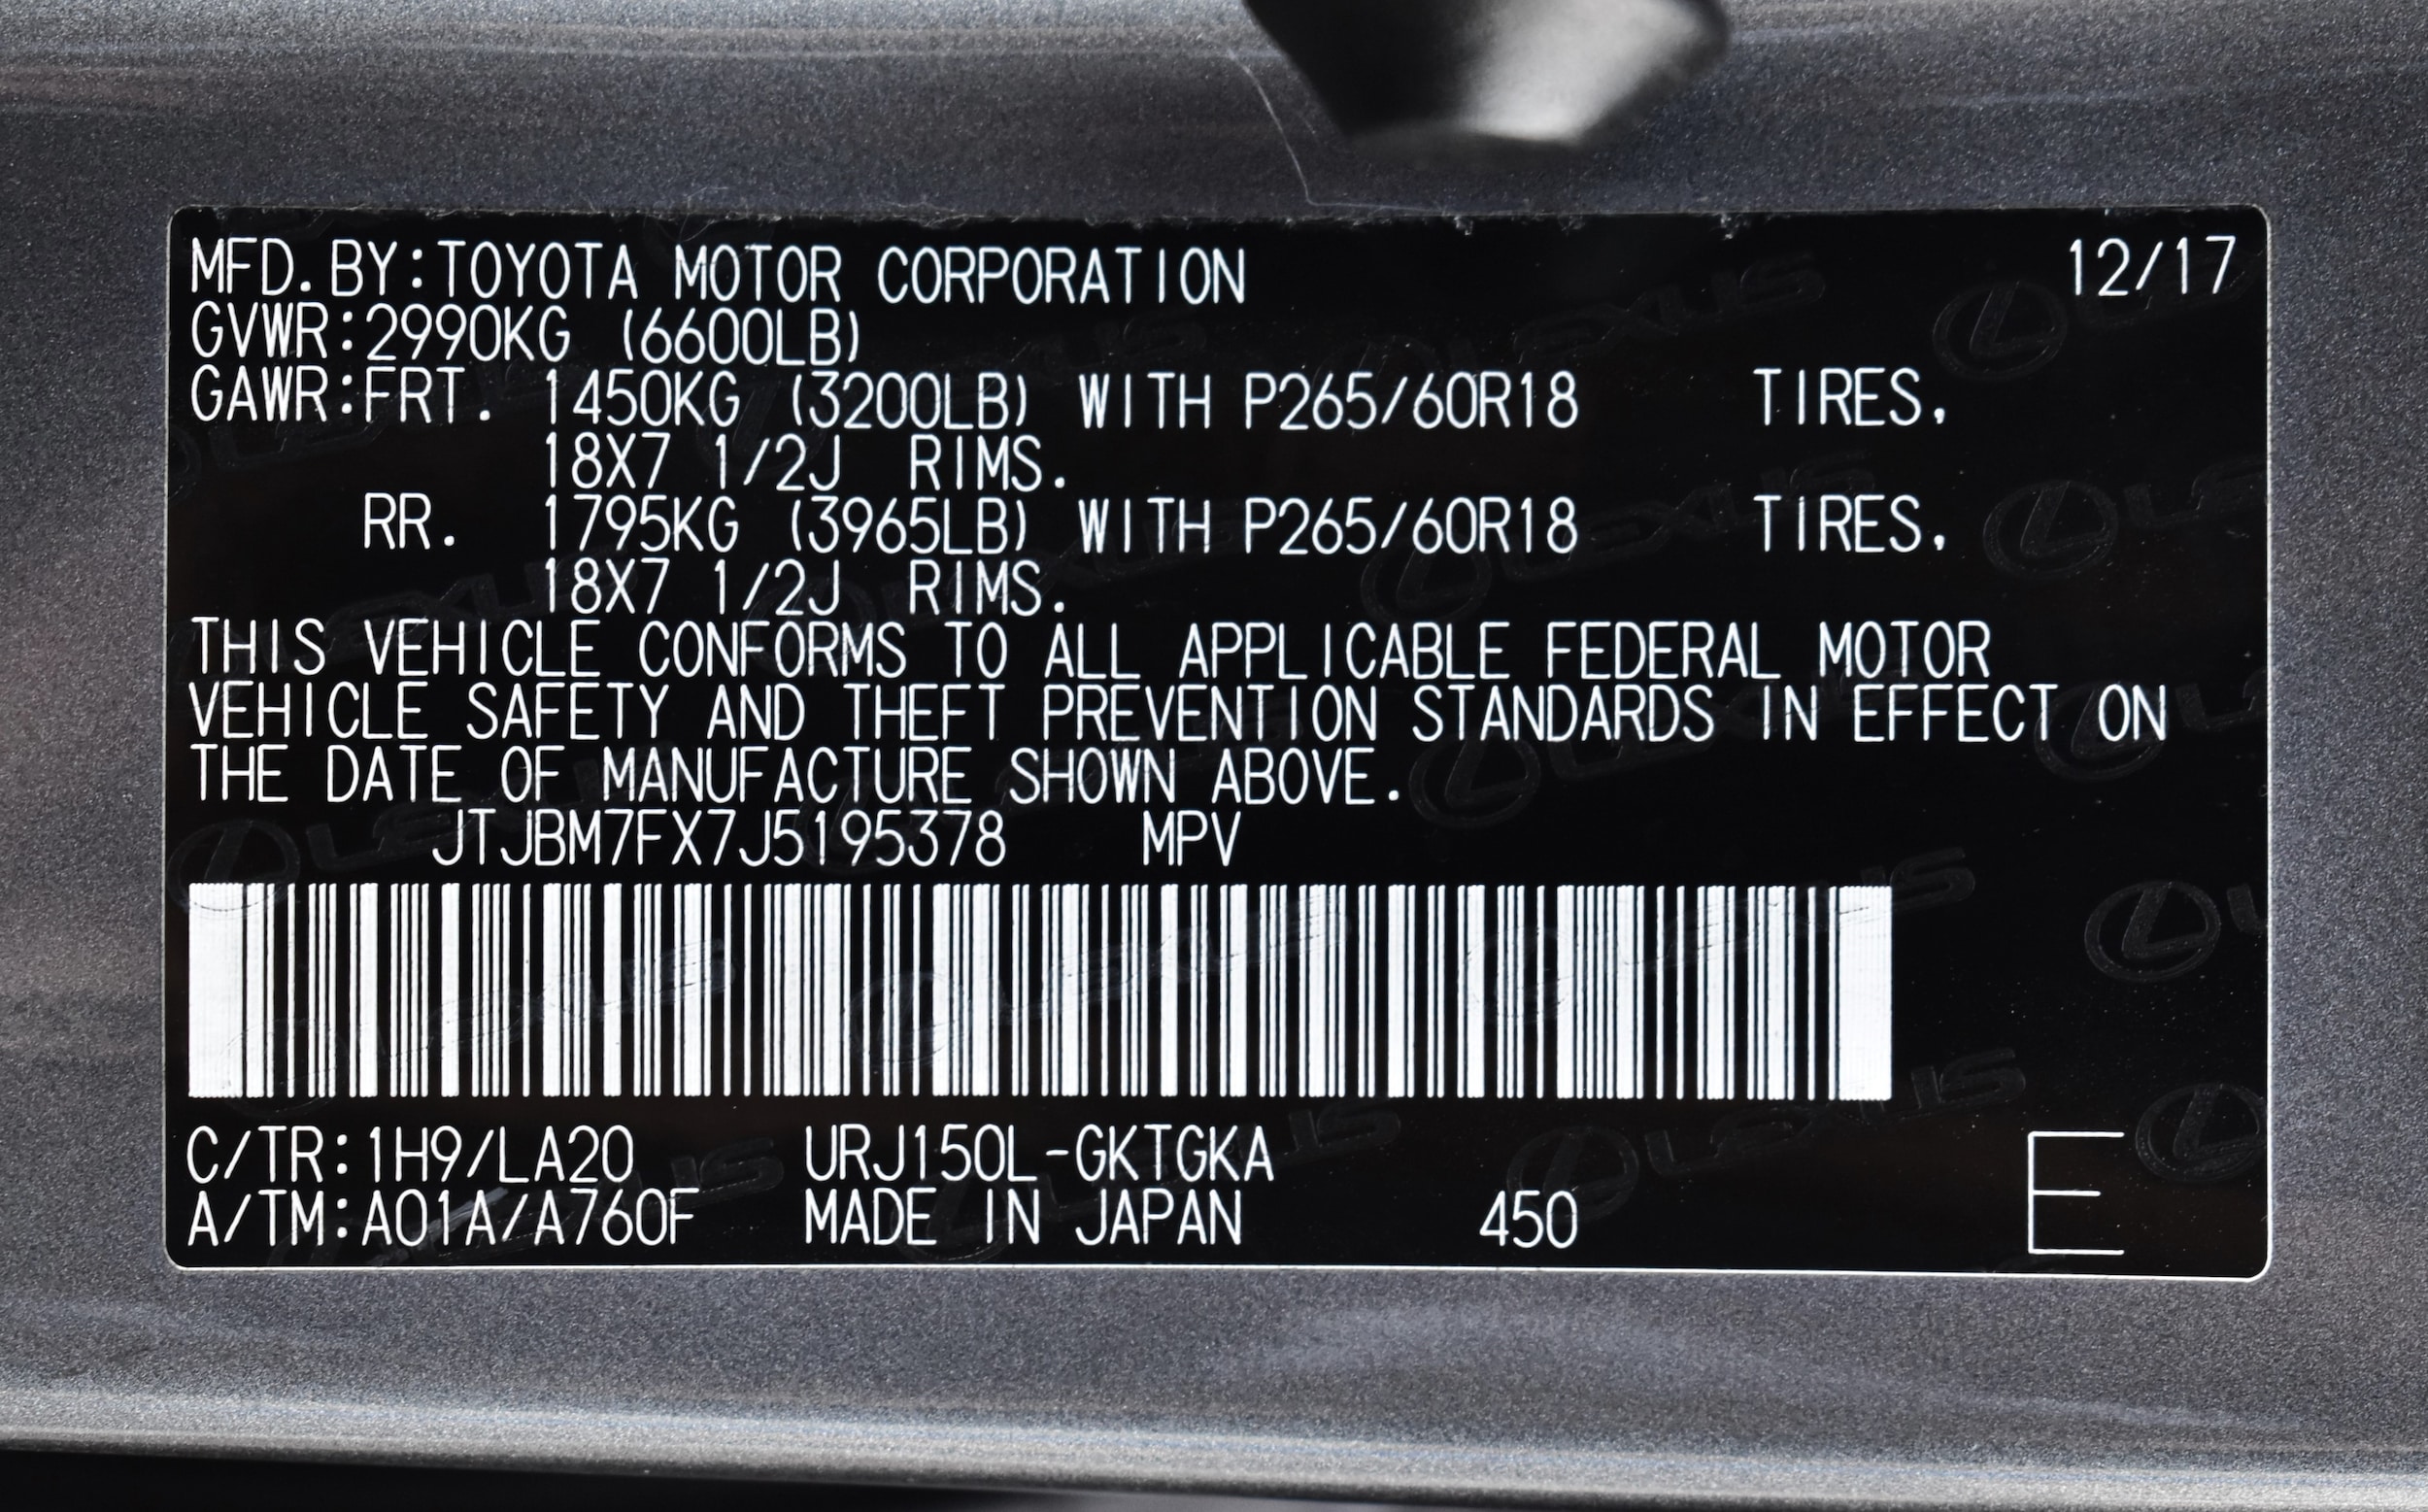 MFD.BY:TOYOTA MOTOR CORPORATION 12/17
GVWR:2990KG (6600LB)
GAWR:FRT. 1450KG (3200LB) WITH P265/60R18 TIRES,
18X7 1/2J RIMS.
RR. 1795KG (3965LB) WITH P265/60R18 TIRES,
18X7 1/2J RIMS.
THIS VEHICLE CONFORMS TO ALL APPLICABLE FEDERAL MOTOR
VEHICLE SAFETY AND THEFT PREVENTION STANDARDS IN EFFECT ON
THE DATE OF MANUFACTURE SHOWN ABOVE.
JTJBM7FX7J5195378 MPV
C/TR:1H9/LA20 URJ150L-GKTGKA
A/TM:A01A/A760F MADE IN JAPAN 450 E